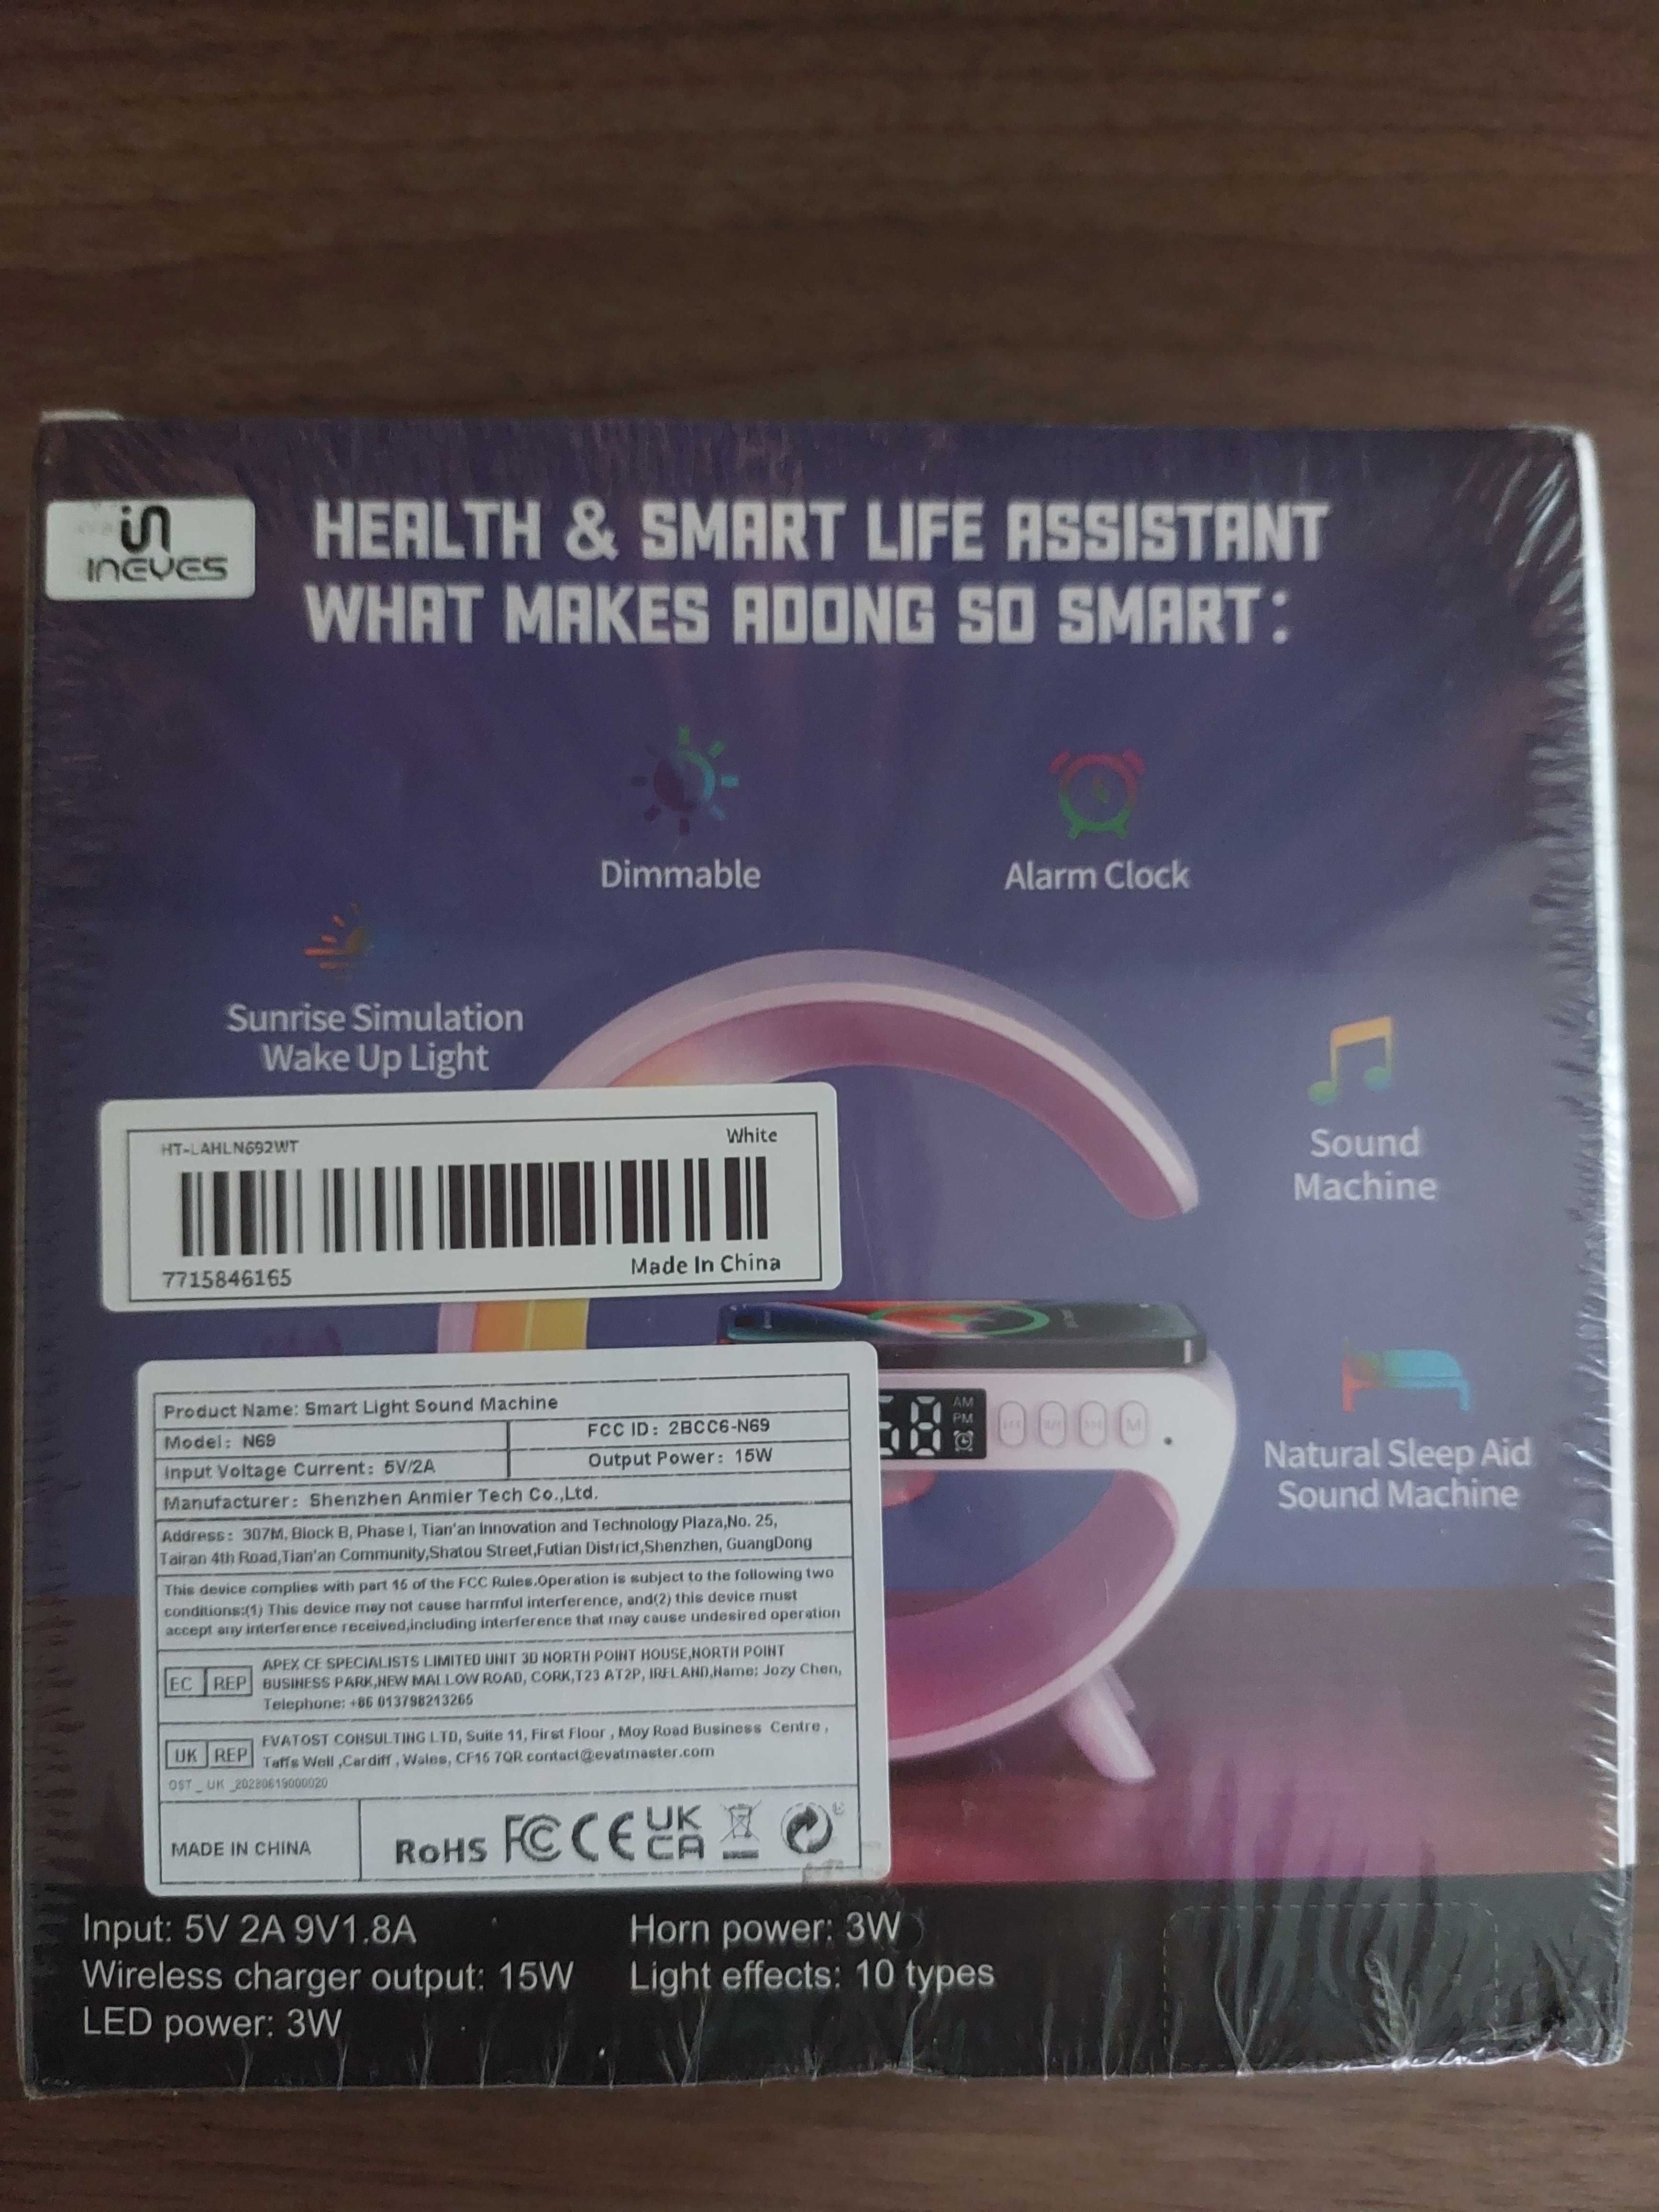 INEVES
HEALTH & SMART LIFE ASSISTANT
WHAT MAKES ADONG SO SMART:
Dimmable
Alarm Clock
Sunrise Simulation
Wake Up Light
Sound
Machine
Natural Sleep Aid
Sound Machine
HT-LAHLN692WT
White
7715846165
Made In China
AM
PM
M
Product Name: Smart Light Sound Machine
Model: N69
FCC ID: 2BCC6-N69
Input Voltage Current: 5V/2A
Output Power: 15W
Manufacturer: Shenzhen Anmier Tech Co.,Ltd.
Address: 307M, Block B, Phase I, Tian'an Innovation and Technology Plaza,No. 25,
Tairan 4th Road,Tian'an Community,Shatou Street,Futian District,Shenzhen, GuangDong
This device complies with part 15 of the FCC Rules.Operation is subject to the following two
conditions:(1) This device may not cause harmful interference, and(2) this device must
accept any interference received,including interference that may cause undesired operation
EC REP
APEX CE SPECIALISTS LIMITED UNIT 3D NORTH POINT HOUSE,NORTH POINT
BUSINESS PARK,NEW MALLOW ROAD, CORK,T23 AT2P, IRELAND,Name: Jozy Chen,
Telephone: +86 013798213265
UK REP
EVATOST CONSULTING LTD, Suite 11, First Floor , Moy Road Business Centre ,
Taffs Well ,Cardiff , Wales, CF15 7QR contact@evatmaster.com
OST_UK_20230619000020
MADE IN CHINA
RoHS FC CE UK
CA
Input: 5V 2A 9V1.8A
Horn power: 3W
Wireless charger output: 15W
Light effects: 10 types
LED power: 3W